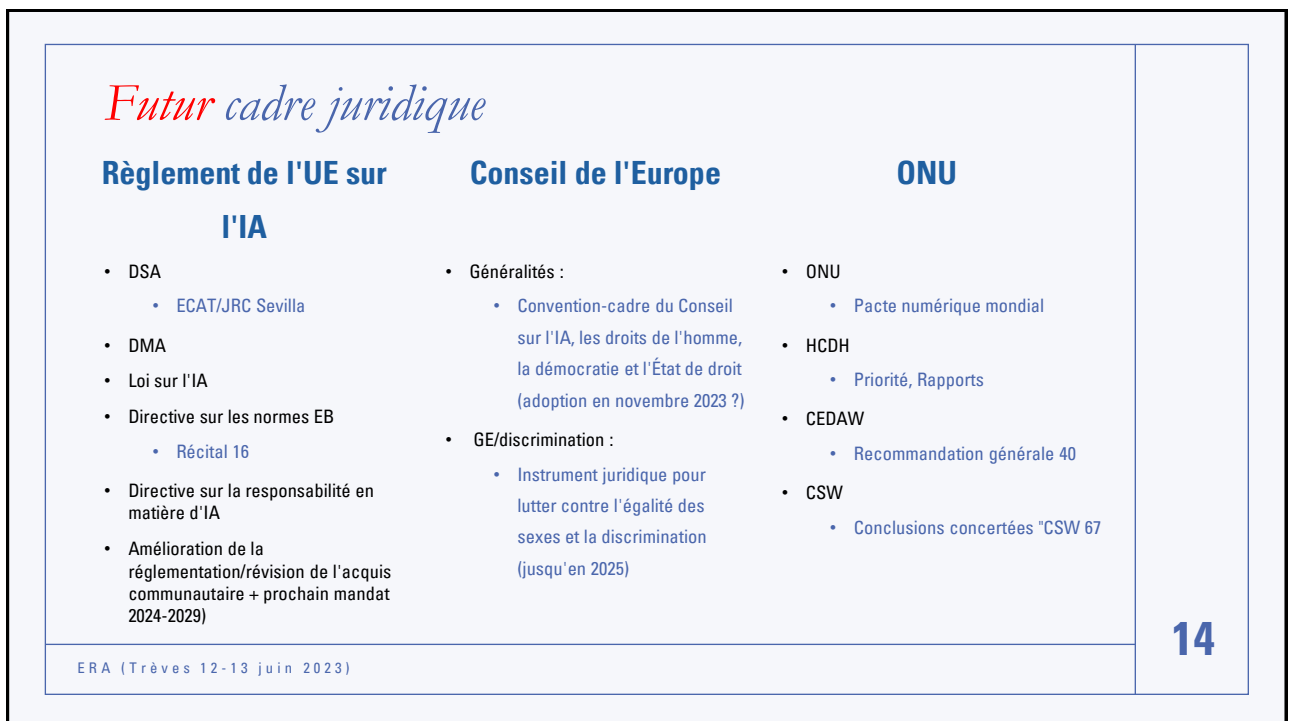 Futur cadre juridique
Règlement de l'UE sur
l'IA
• DSA
• ECAT/JRC Sevilla
• DMA
• Loi sur l'IA
• Directive sur les normes EB
• Récital 16
• Directive sur la responsabilité en
matière d'IA
• Amélioration de la
réglementation/révision de l'acquis
communautaire + prochain mandat
2024-2029)
Conseil de l'Europe
• Généralités :
• Convention-cadre du Conseil
sur l'IA, les droits de l'homme,
la démocratie et l'État de droit
(adoption en novembre 2023 ?)
• GE/discrimination :
• Instrument juridique pour
lutter contre l'égalité des
sexes et la discrimination
(jusqu'en 2025)
ONU
• ONU
• Pacte numérique mondial
• HCDH
• Priorité, Rapports
• CEDAW
• Recommandation générale 40
• CSW
• Conclusions concertées "CSW 67
14
ERA (Trèves 12-13 juin 2023)